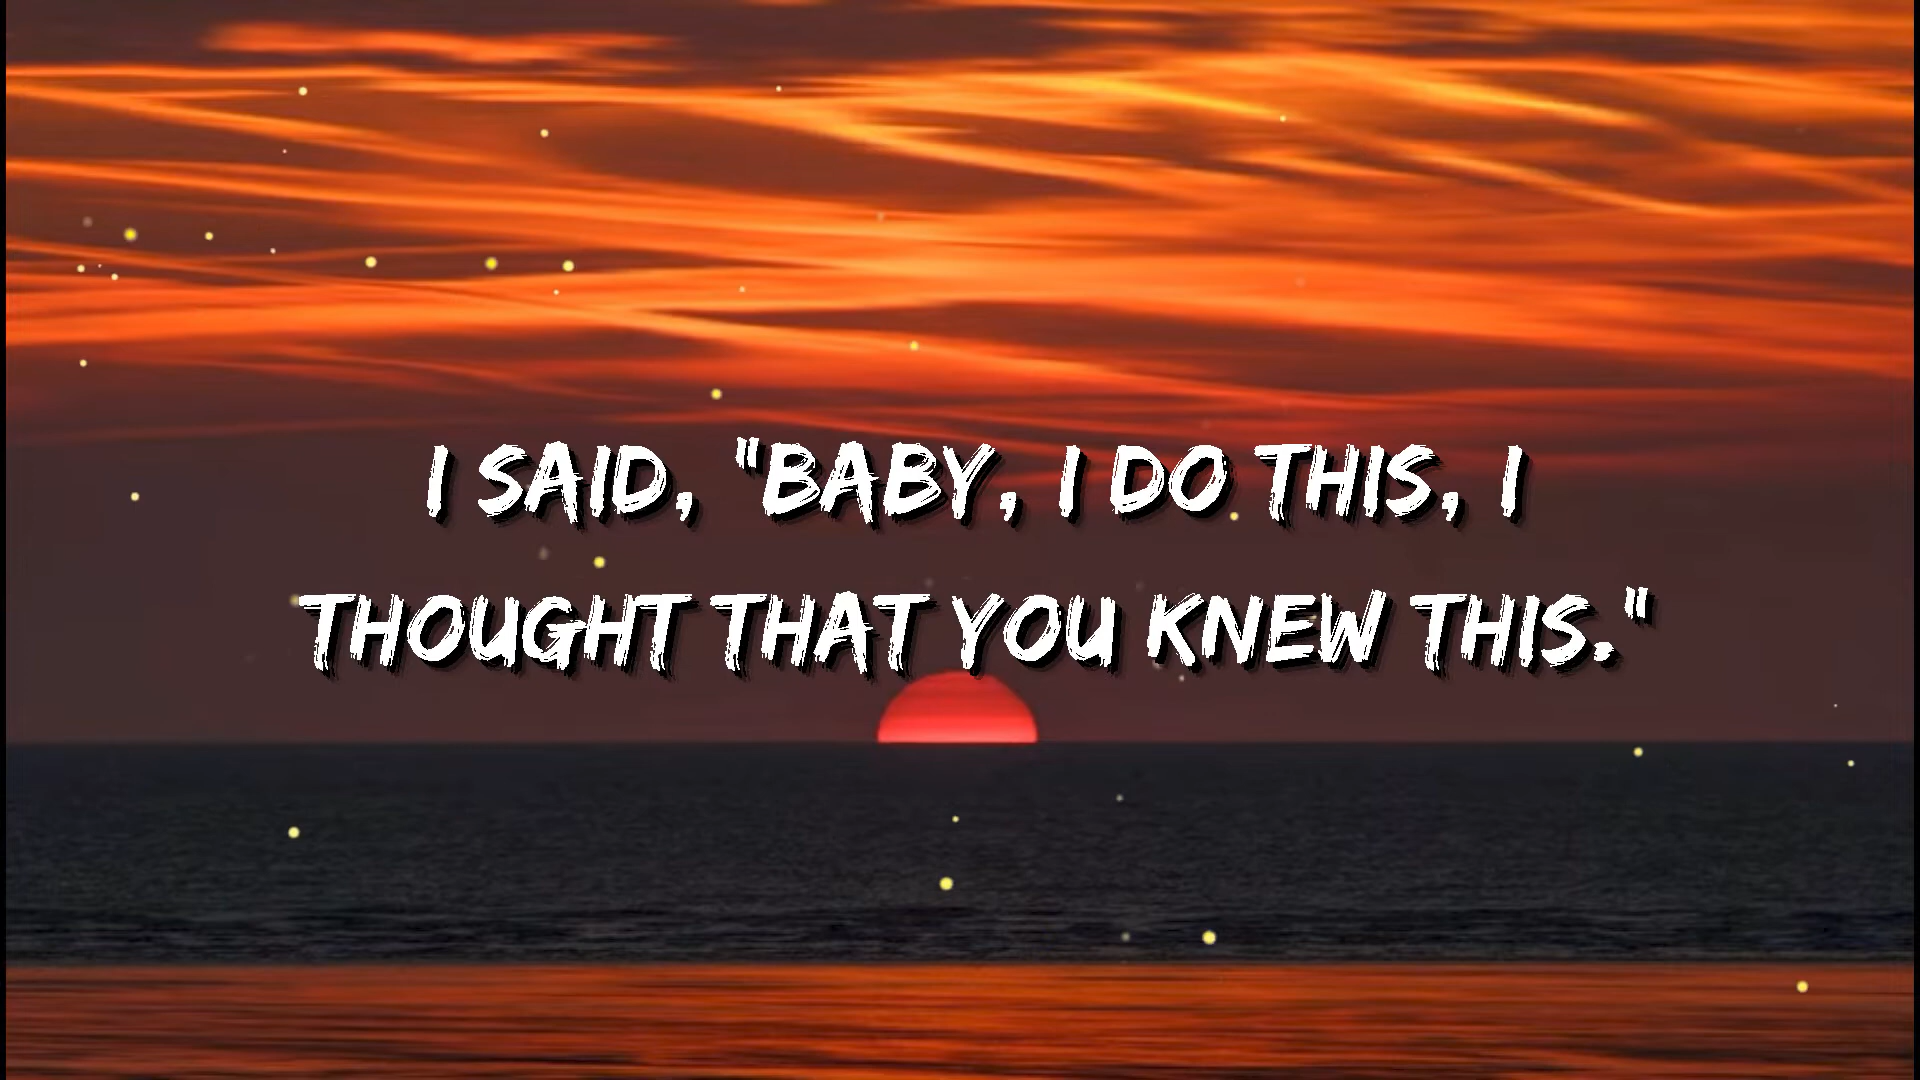 I SAID, "BABY, I DO THIS, I
THOUGHT THAT YOU KNEW THIS."